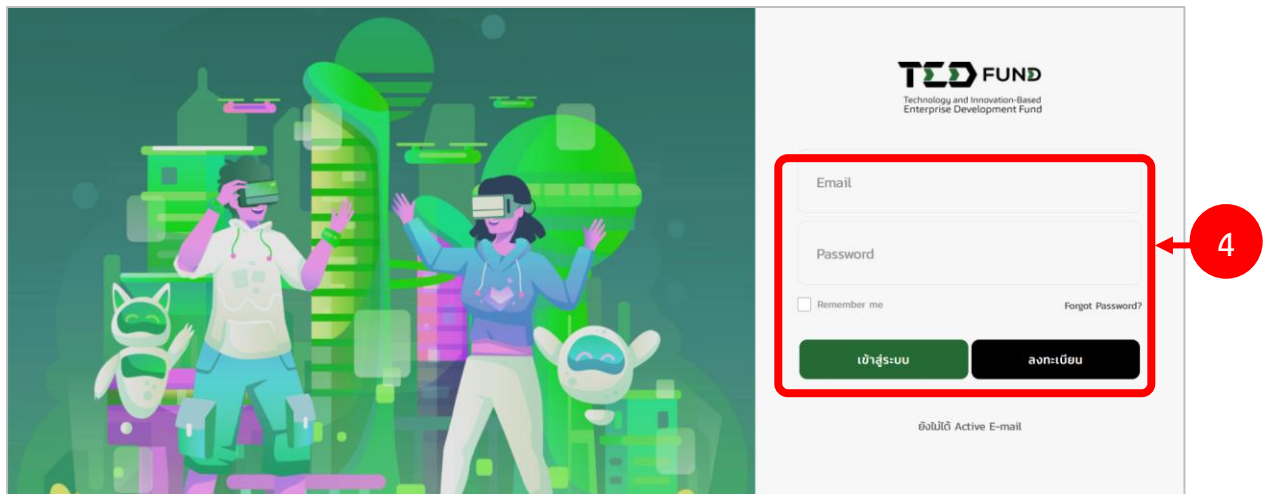 TED FUND
Technology and Innovation-Based
Enterprise Development Fund
Email
Password
4
Remember me Forgot Password?
เข้าสู่ระบบ ลงทะเบียน
ยังไม่ได้ Active E-mail